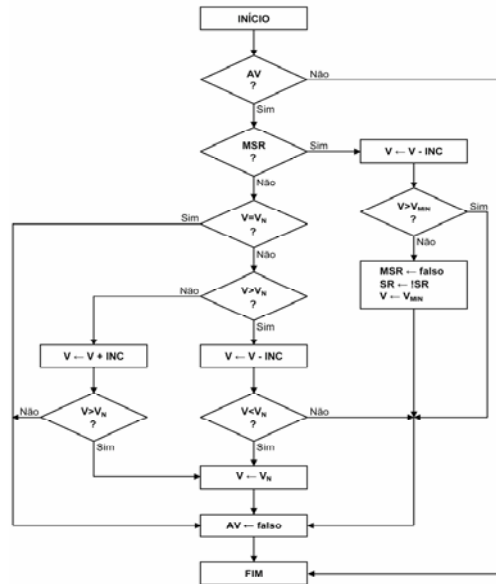 INÍCIO
AV
?
Não
Sim
MSR
?
Sim
V ← V - INC
Não
V>V_MIN
?
Sim
Sim
V=V_N
?
Não
Não
MSR ← falso
SR ← !SR
V ← V_MIN
V>V_N
?
Não
Sim
V ← V + INC
V ← V - INC
V>V_N
?
Não
Sim
V<V_N
?
Não
Sim
V ← V_N
AV ← falso
FIM